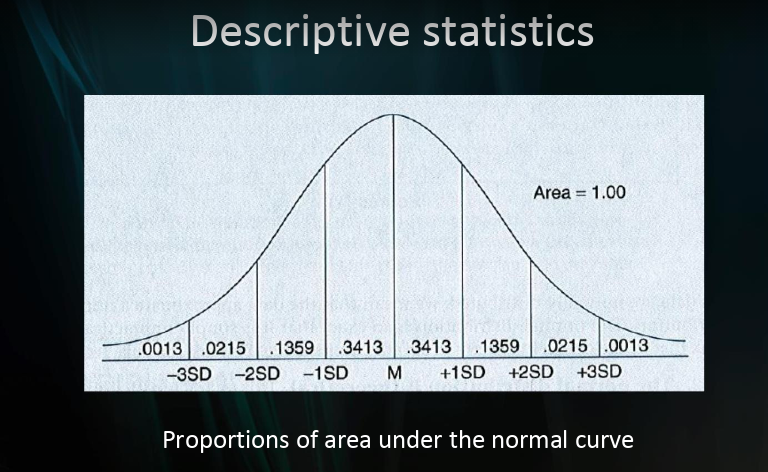 Descriptive statistics
Area = 1.00
.0013 .0215 .1359 .3413 .3413 .1359 .0215 .0013
−3SD −2SD −1SD M +1SD +2SD +3SD
Proportions of area under the normal curve